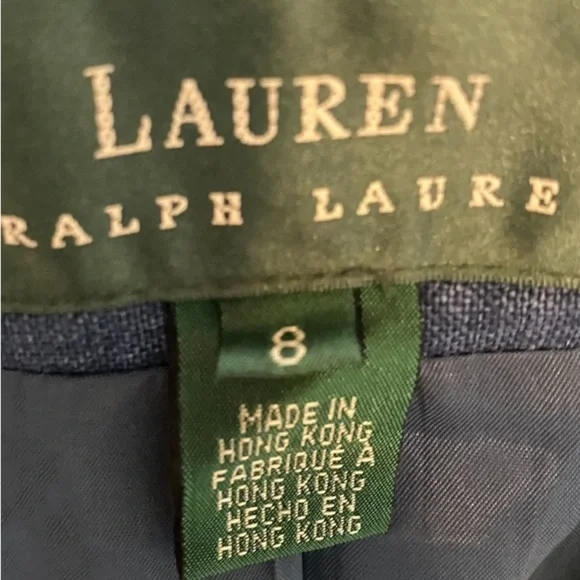 LAUREN
RALPH LAURE
8
MADE IN
HONG KONG
FABRIQUÉ À
HONG KONG
HECHO EN
HONG KONG